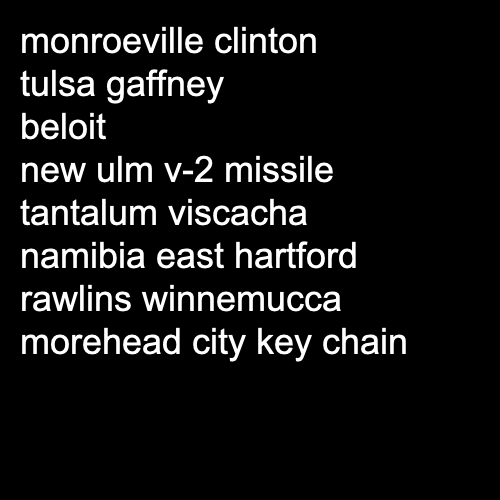 monroeville clinton
tulsa gaffney
beloit
new ulm v-2 missile
tantalum viscacha
namibia east hartford
rawlins winnemucca
morehead city key chain